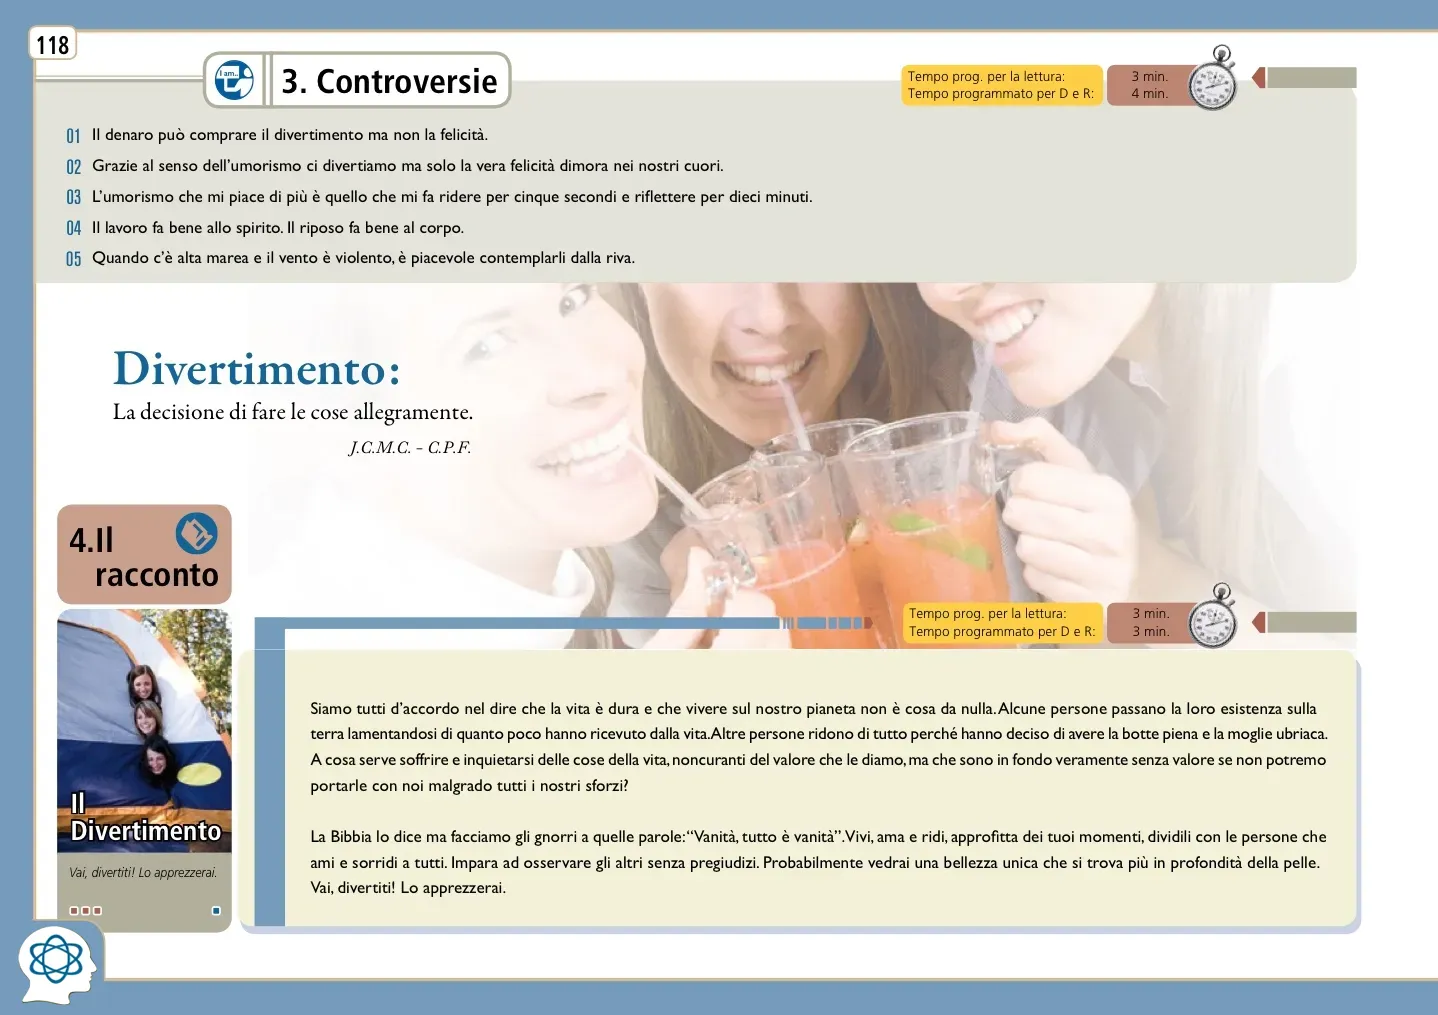 118
I am...
3. Controversie
Tempo prog. per la lettura: 3 min.
Tempo programmato per D e R: 4 min.
01 Il denaro può comprare il divertimento ma non la felicità.
02 Grazie al senso dell'umorismo ci divertiamo ma solo la vera felicità dimora nei nostri cuori.
03 L'umorismo che mi piace di più è quello che mi fa ridere per cinque secondi e riflettere per dieci minuti.
04 Il lavoro fa bene allo spirito. Il riposo fa bene al corpo.
05 Quando c'è alta marea e il vento è violento, è piacevole contemplarli dalla riva.
Divertimento:
La decisione di fare le cose allegramente.
J.C.M.C. - C.P.F.
4.Il
racconto
Il
Divertimento
Vai, divertiti! Lo apprezzerai.
Tempo prog. per la lettura: 3 min.
Tempo programmato per D e R: 3 min.
Siamo tutti d'accordo nel dire che la vita è dura e che vivere sul nostro pianeta non è cosa da nulla. Alcune persone passano la loro esistenza sulla
terra lamentandosi di quanto poco hanno ricevuto dalla vita. Altre persone ridono di tutto perché hanno deciso di avere la botte piena e la moglie ubriaca.
A cosa serve soffrire e inquietarsi delle cose della vita, noncuranti del valore che le diamo, ma che sono in fondo veramente senza valore se non potremo
portarle con noi malgrado tutti i nostri sforzi?
La Bibbia lo dice ma facciamo gli gnorri a quelle parole: "Vanità, tutto è vanità". Vivi, ama e ridi, approfitta dei tuoi momenti, dividili con le persone che
ami e sorridi a tutti. Impara ad osservare gli altri senza pregiudizi. Probabilmente vedrai una bellezza unica che si trova più in profondità della pelle.
Vai, divertiti! Lo apprezzerai.